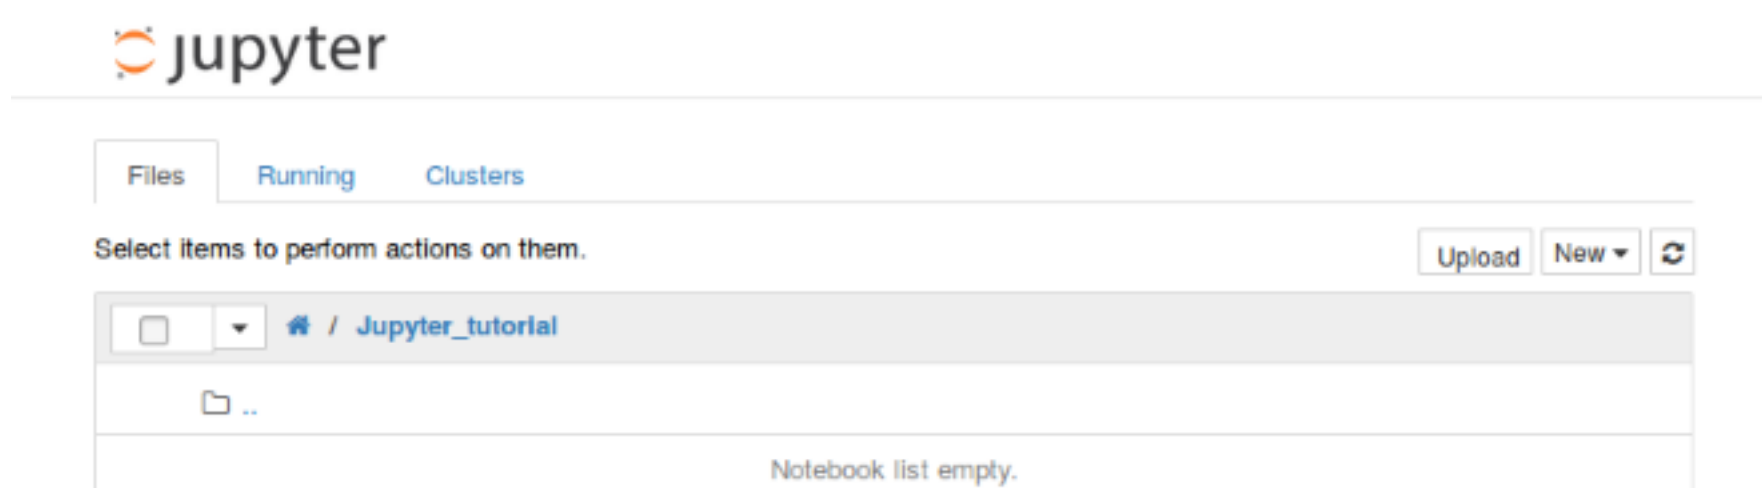 jupyter
Files Running Clusters
Select items to perform actions on them.
Upload New
/ Jupyter_tutorial
..
Notebook list empty.